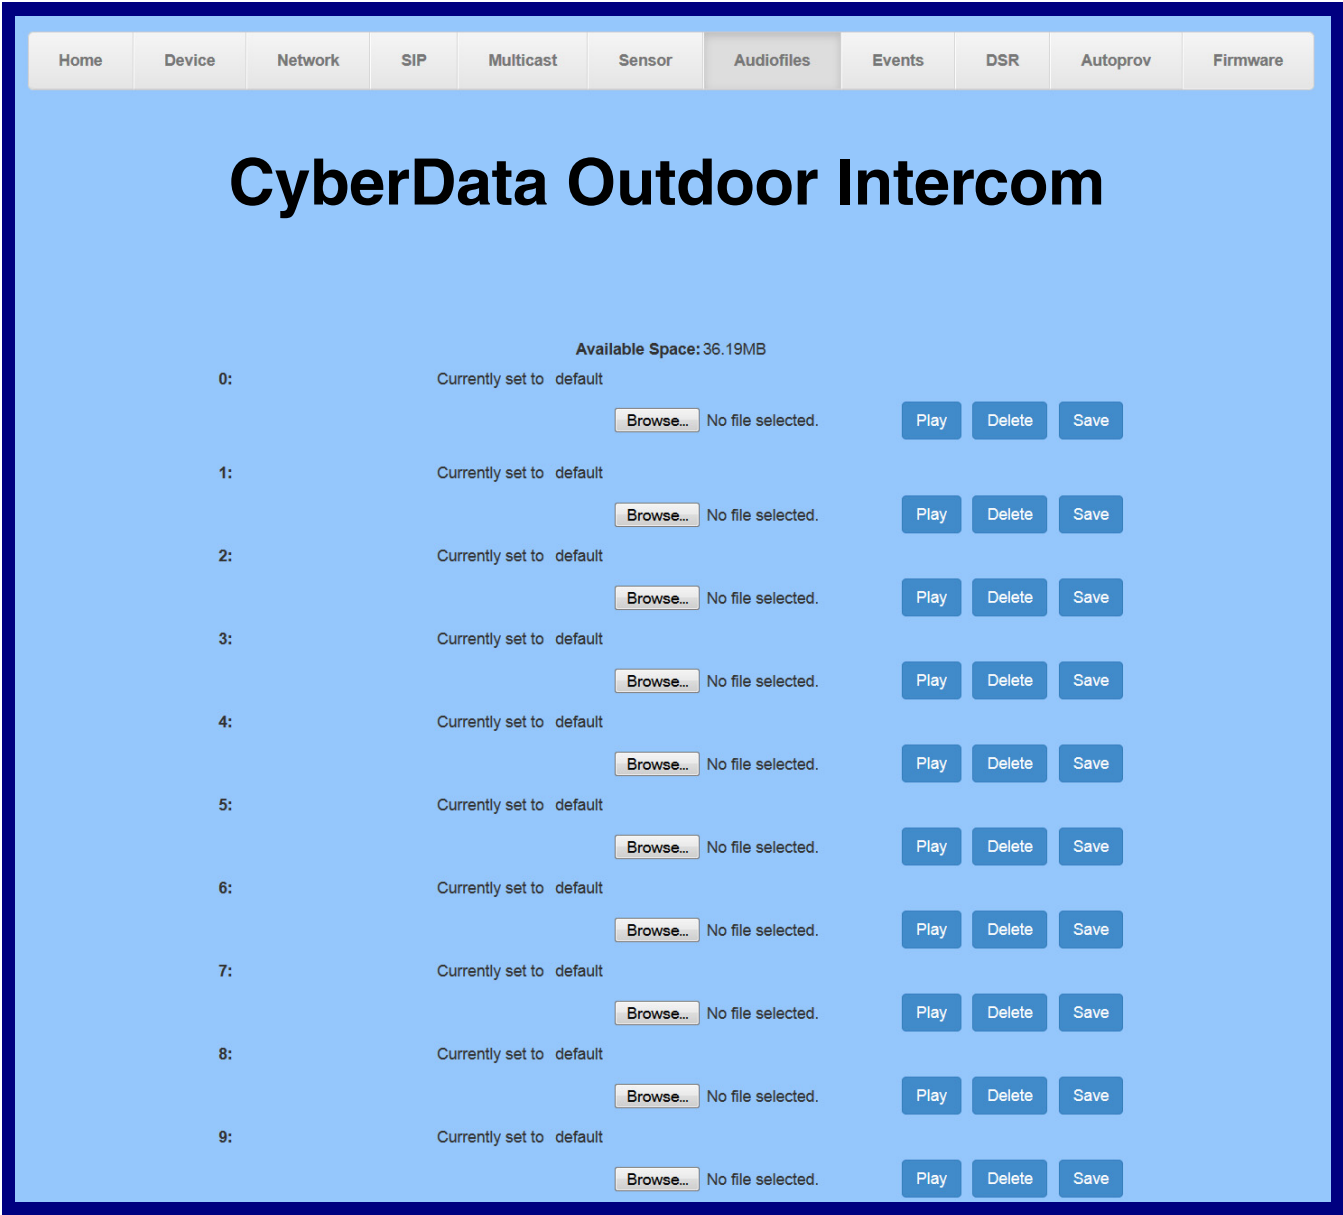 Home Device Network SIP Multicast Sensor Audiofiles Events DSR Autoprov Firmware
CyberData Outdoor Intercom
Available Space: 36.19MB
0: Currently set to default
Browse... No file selected. Play Delete Save
1: Currently set to default
Browse... No file selected. Play Delete Save
2: Currently set to default
Browse... No file selected. Play Delete Save
3: Currently set to default
Browse... No file selected. Play Delete Save
4: Currently set to default
Browse... No file selected. Play Delete Save
5: Currently set to default
Browse... No file selected. Play Delete Save
6: Currently set to default
Browse... No file selected. Play Delete Save
7: Currently set to default
Browse... No file selected. Play Delete Save
8: Currently set to default
Browse... No file selected. Play Delete Save
9: Currently set to default
Browse... No file selected. Play Delete Save